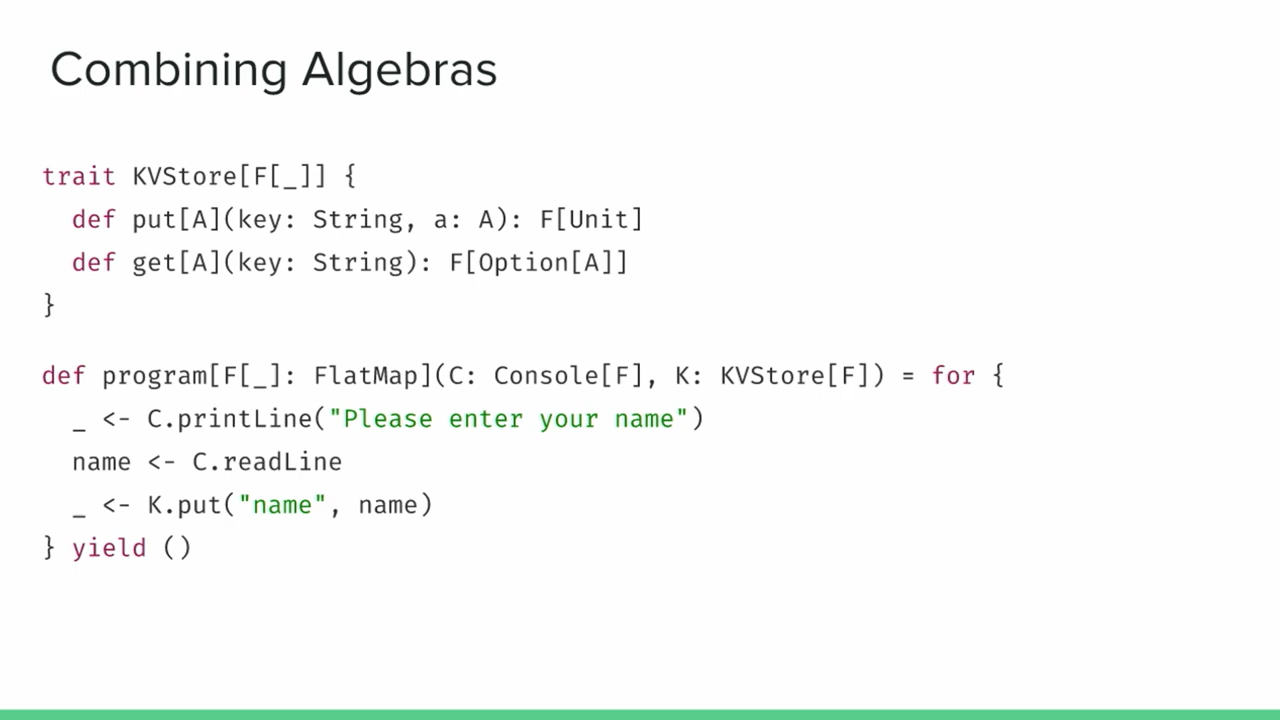 Combining Algebras
trait KVStore[F[_]] {
  def put[A](key: String, a: A): F[Unit]
  def get[A](key: String): F[Option[A]]
}
def program[F[_]: FlatMap](C: Console[F], K: KVStore[F]) = for {
  _ <- C.printLine("Please enter your name")
  name <- C.readLine
  _ <- K.put("name", name)
} yield ()